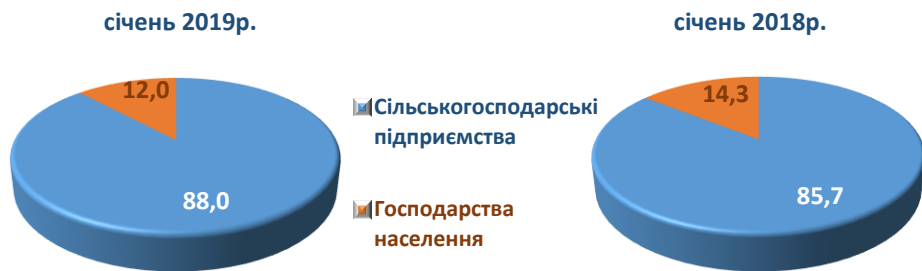 січень 2019р.
січень 2018р.
12,0
88,0
Сільськогосподарські
підприємства
Господарства
населення
14,3
85,7